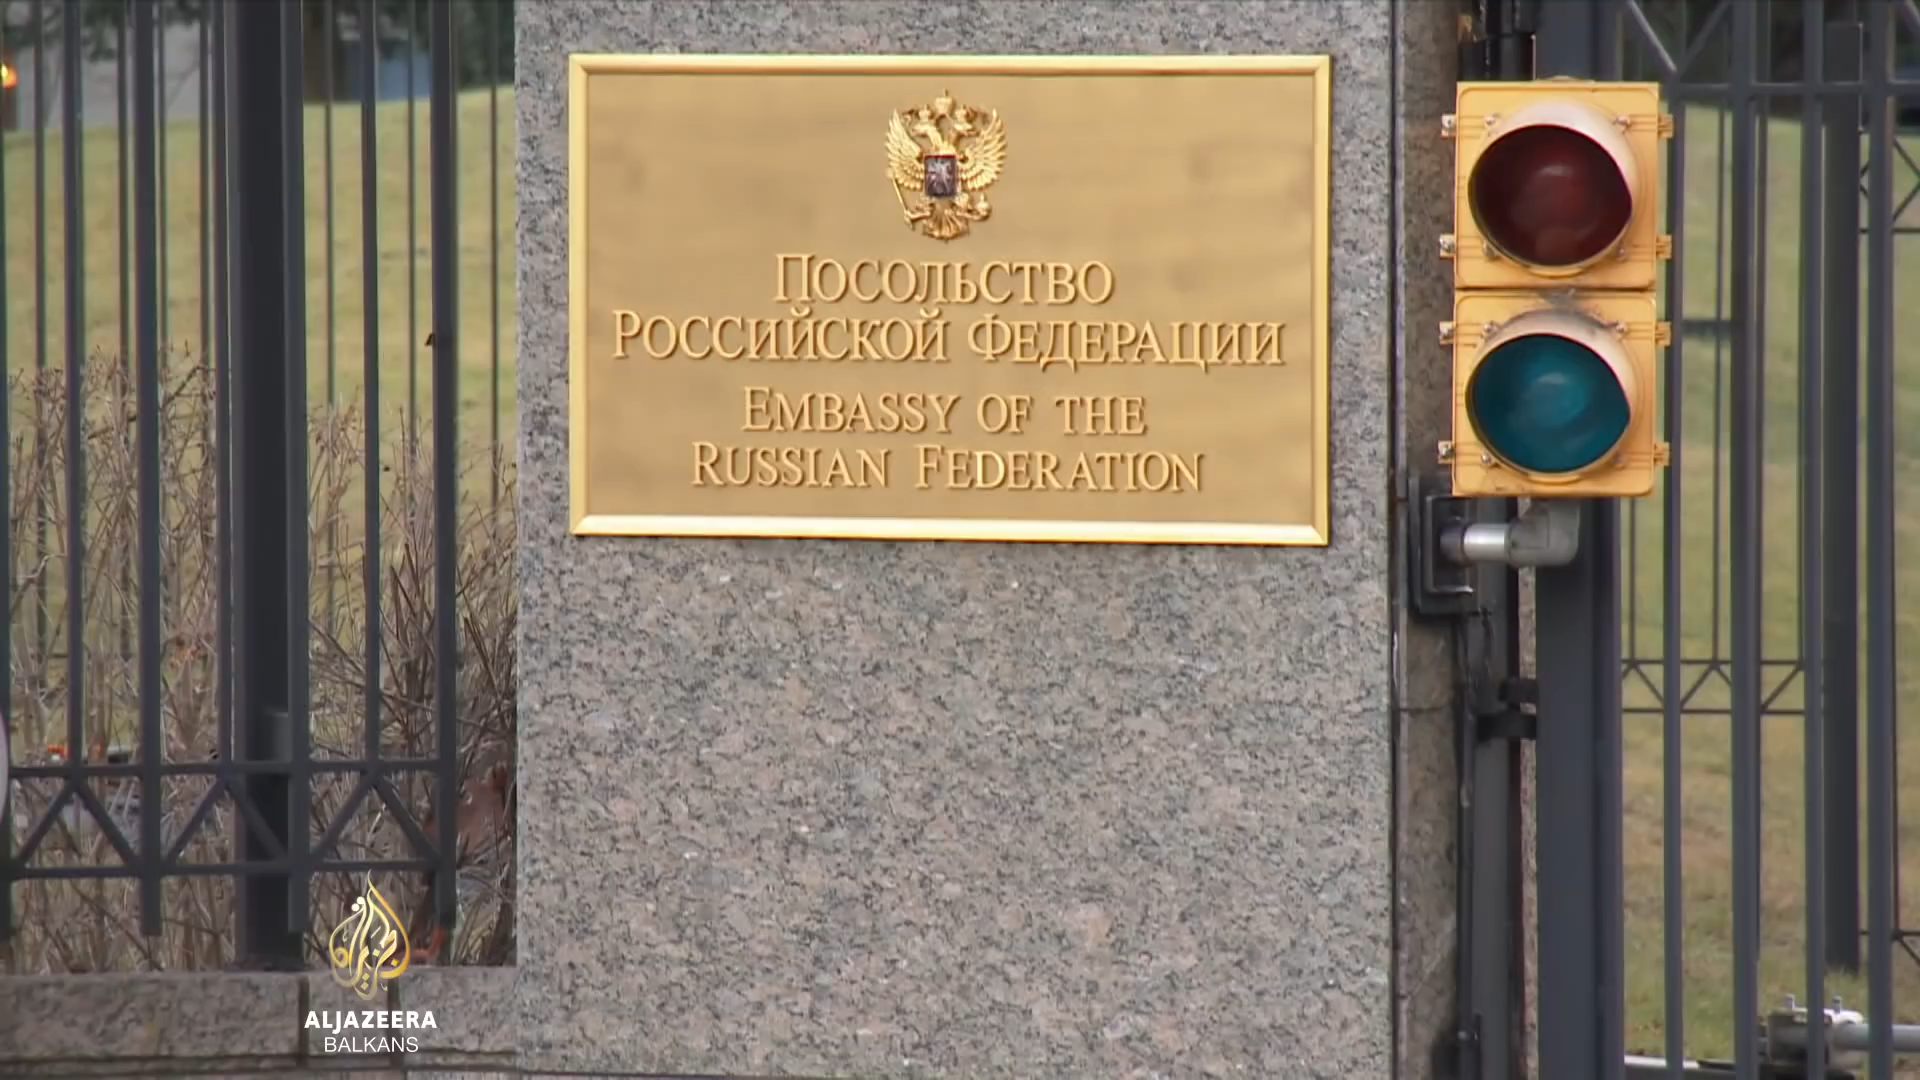 Посольство
Российской Федерации
Embassy of the
Russian Federation
ALJAZEERA
BALKANS